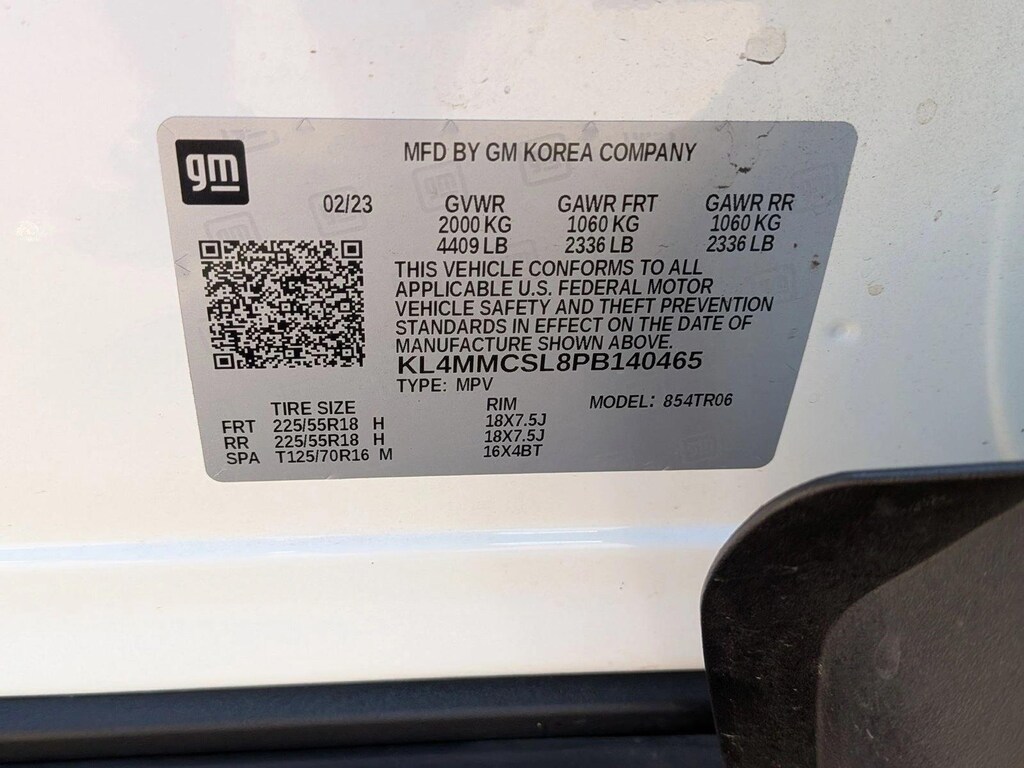 gm
MFD BY GM KOREA COMPANY
02/23 GVWR GAWR FRT GAWR RR
2000 KG 1060 KG 1060 KG
4409 LB 2336 LB 2336 LB
THIS VEHICLE CONFORMS TO ALL
APPLICABLE U.S. FEDERAL MOTOR
VEHICLE SAFETY AND THEFT PREVENTION
STANDARDS IN EFFECT ON THE DATE OF
MANUFACTURE SHOWN ABOVE.
KL4MMCSL8PB140465
TYPE: MPV
TIRE SIZE RIM MODEL: 854TR06
FRT 225/55R18 H 18X7.5J
RR 225/55R18 H 18X7.5J
SPA T125/70R16 M 16X4BT